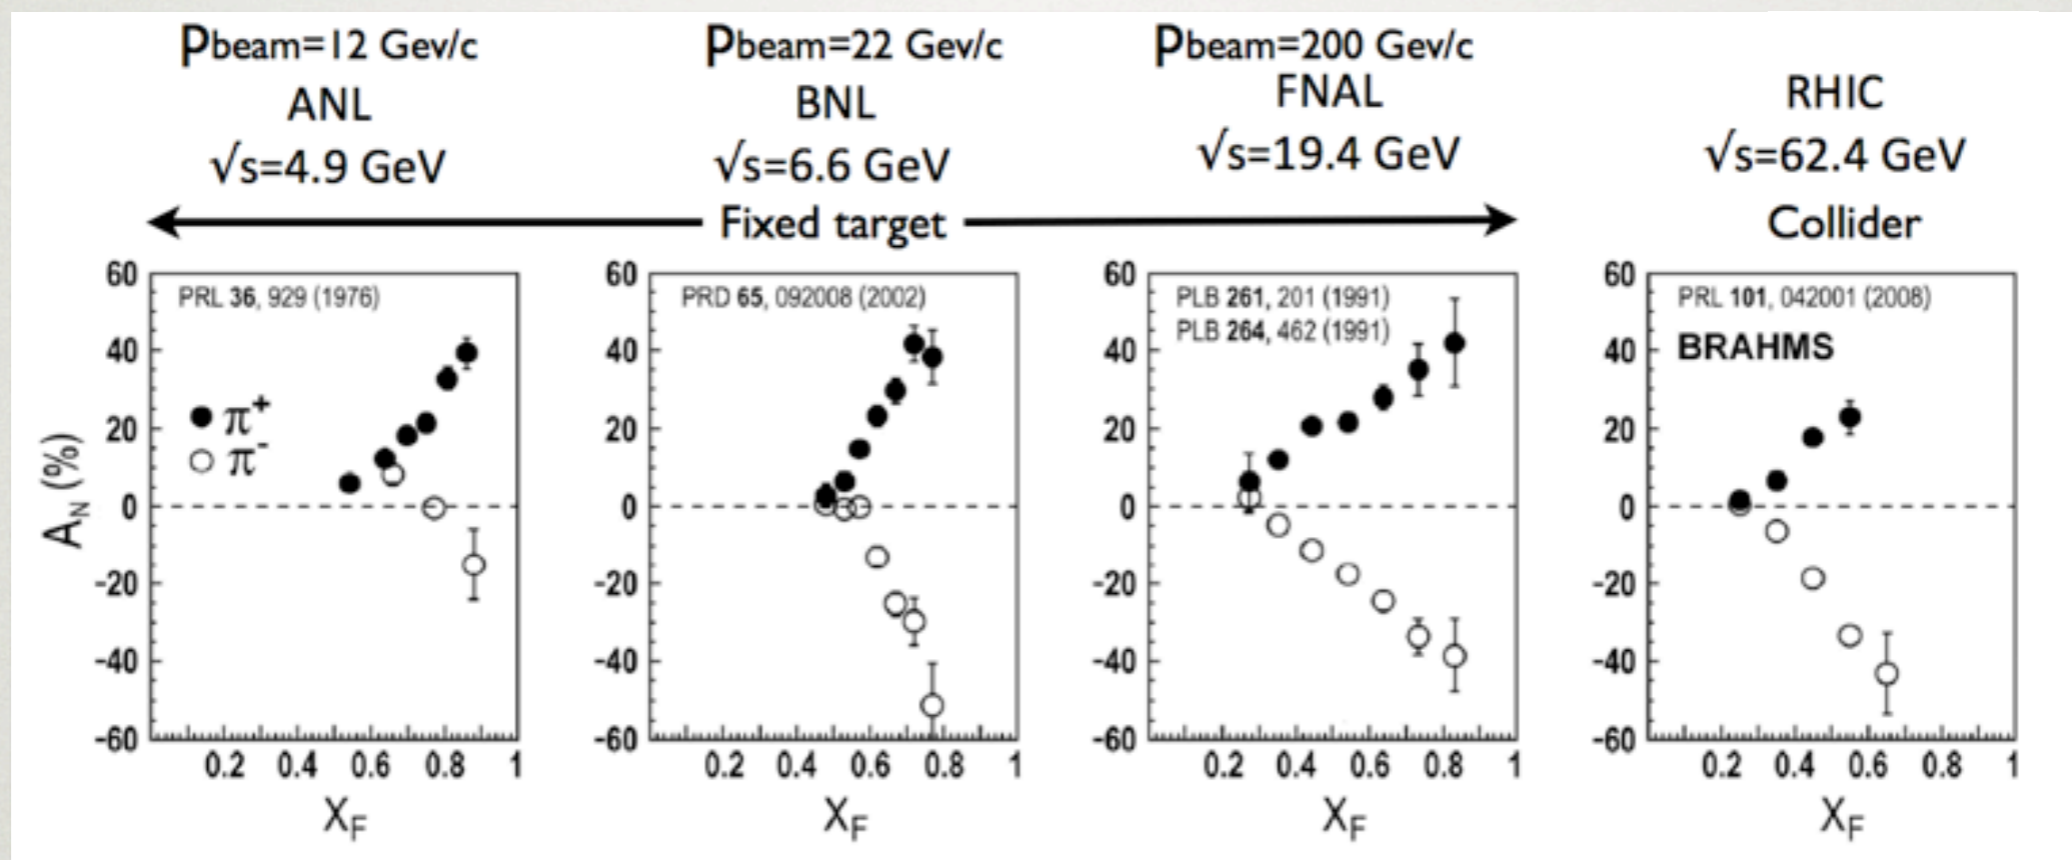 pbeam=12 Gev/c
ANL
√s=4.9 GeV
pbeam=22 Gev/c
BNL
√s=6.6 GeV
pbeam=200 Gev/c
FNAL
√s=19.4 GeV
RHIC
√s=62.4 GeV
Fixed target
Collider
A_N (%)
60
40
20
0
-20
-40
-60
PRL 36, 929 (1976)
π+
π-
0.2 0.4 0.6 0.8 1
X_F
60
40
20
0
-20
-40
-60
PRD 65, 092008 (2002)
0.2 0.4 0.6 0.8 1
X_F
60
40
20
0
-20
-40
-60
PLB 261, 201 (1991)
PLB 264, 462 (1991)
0.2 0.4 0.6 0.8 1
X_F
60
40
20
0
-20
-40
-60
PRL 101, 042001 (2008)
BRAHMS
0.2 0.4 0.6 0.8 1
X_F